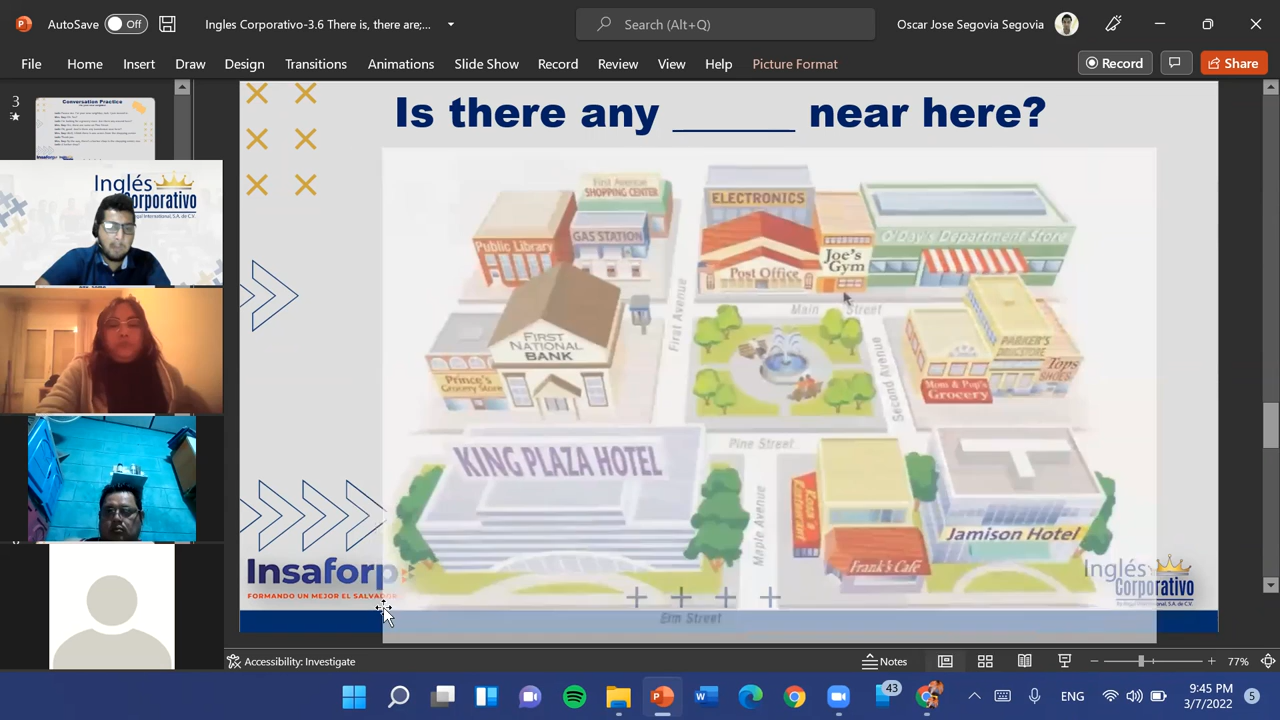 AutoSave
Off
Ingles Corporativo-3.6 There is, there are;...
Search (Alt+Q)
Oscar Jose Segovia Segovia
File
Home
Insert
Draw
Design
Transitions
Animations
Slide Show
Record
Review
View
Help
Picture Format
Record
Share
3
Conversation Practice
Inglés
Corporativo
Is there any ______ near here?
First Avenue
SHOPPING CENTER
ELECTRONICS
Public Library
GAS STATION
Post Office
Joe's
Gym
O'Day's Department Store
Main Street
First Avenue
FIRST
NATIONAL
BANK
Prince's
Grocery Store
Second Avenue
PARKER'S
DRUGSTORE
Tops
SHOES
Mom & Pop's
Grocery
Pine Street
KING PLAZA HOTEL
Maple Avenue
Frank's Café
Jamison Hotel
Elm Street
Insaforp
FORMANDO UN MEJOR EL SALVADOR
Inglés
Corporativo
Accessibility: Investigate
Notes
77%
43
ENG
9:45 PM
3/7/2022
5